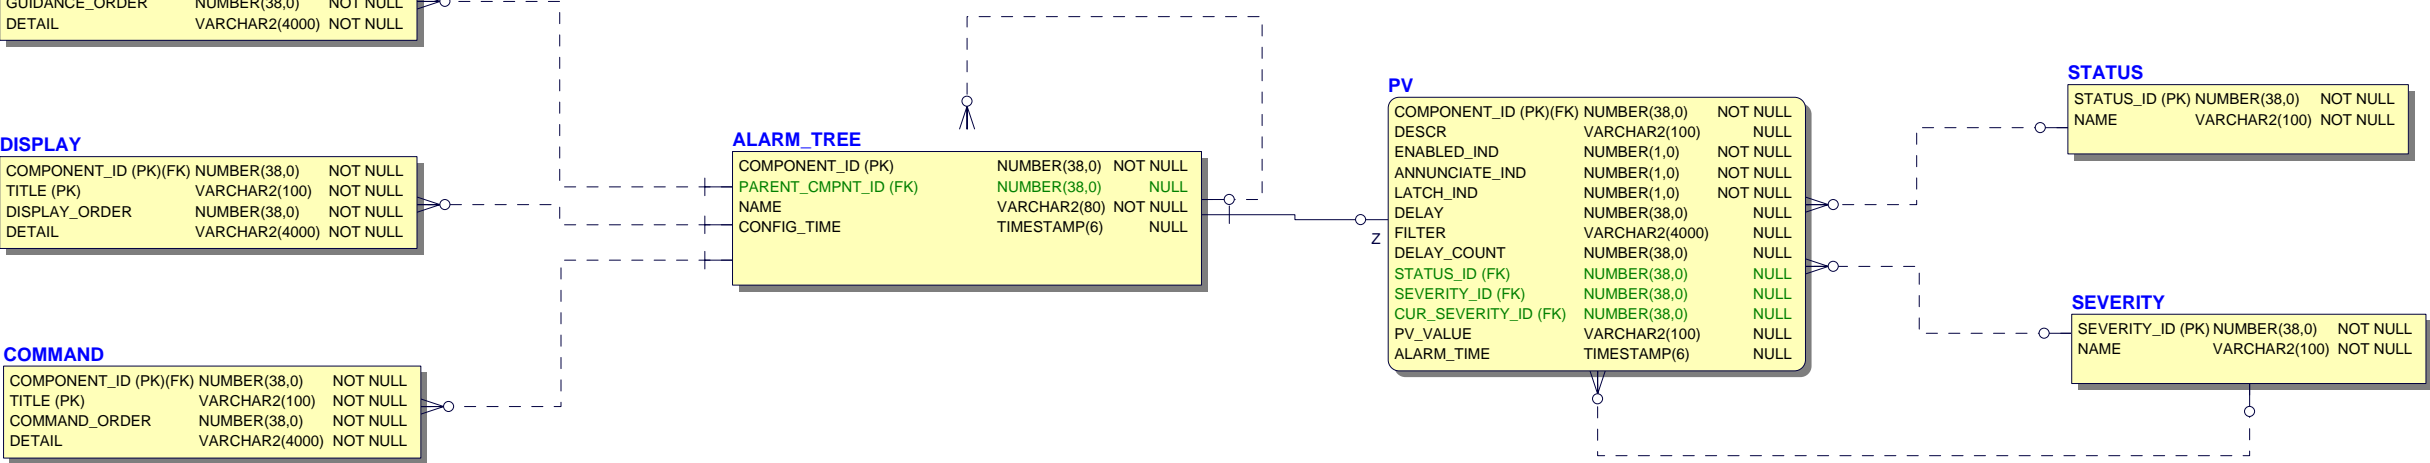 GUIDANCE_ORDER NUMBER(38,0) NOT NULL
DETAIL VARCHAR2(4000) NOT NULL
DISPLAY
COMPONENT_ID (PK)(FK) NUMBER(38,0) NOT NULL
TITLE (PK) VARCHAR2(100) NOT NULL
DISPLAY_ORDER NUMBER(38,0) NOT NULL
DETAIL VARCHAR2(4000) NOT NULL
COMMAND
COMPONENT_ID (PK)(FK) NUMBER(38,0) NOT NULL
TITLE (PK) VARCHAR2(100) NOT NULL
COMMAND_ORDER NUMBER(38,0) NOT NULL
DETAIL VARCHAR2(4000) NOT NULL
ALARM_TREE
COMPONENT_ID (PK) NUMBER(38,0) NOT NULL
PARENT_CMPNT_ID (FK) NUMBER(38,0) NULL
NAME VARCHAR2(80) NOT NULL
CONFIG_TIME TIMESTAMP(6) NULL
Z
PV
COMPONENT_ID (PK)(FK) NUMBER(38,0) NOT NULL
DESCR VARCHAR2(100) NULL
ENABLED_IND NUMBER(1,0) NOT NULL
ANNUNCIATE_IND NUMBER(1,0) NOT NULL
LATCH_IND NUMBER(1,0) NOT NULL
DELAY NUMBER(38,0) NULL
FILTER VARCHAR2(4000) NULL
DELAY_COUNT NUMBER(38,0) NULL
STATUS_ID (FK) NUMBER(38,0) NULL
SEVERITY_ID (FK) NUMBER(38,0) NULL
CUR_SEVERITY_ID (FK) NUMBER(38,0) NULL
PV_VALUE VARCHAR2(100) NULL
ALARM_TIME TIMESTAMP(6) NULL
STATUS
STATUS_ID (PK) NUMBER(38,0) NOT NULL
NAME VARCHAR2(100) NOT NULL
SEVERITY
SEVERITY_ID (PK) NUMBER(38,0) NOT NULL
NAME VARCHAR2(100) NOT NULL